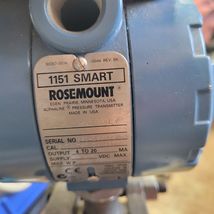 1151 SMART
ROSEMOUNT
EDEN PRAIRIE, MINNESOTA, USA
ALPHALINE PRESSURE TRANSMITTER
MADE IN USA
SERIAL NO
CAL
OUTPUT 4 TO 20 MA
SUPPLY VDC MAX
MAX W.P.